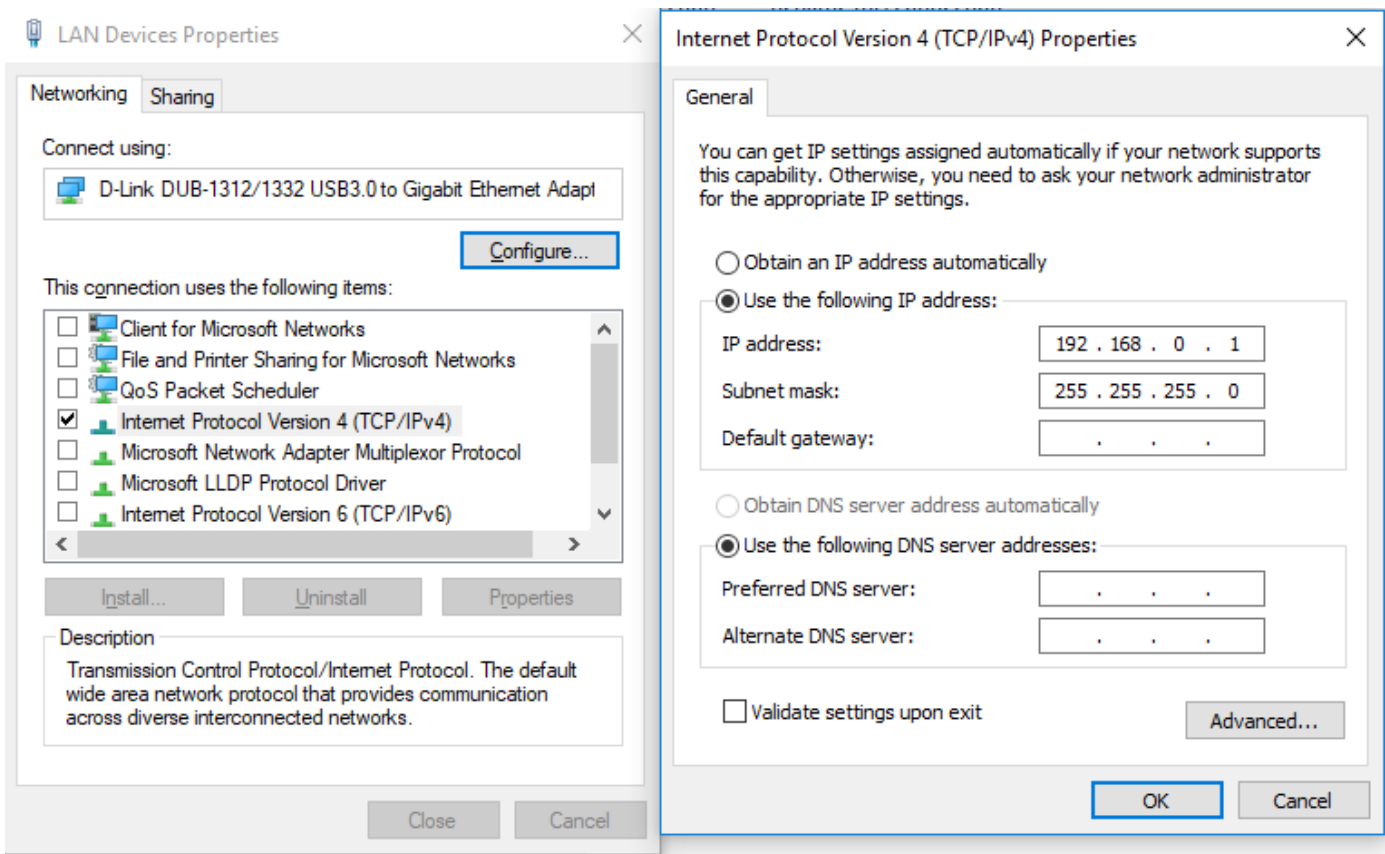 LAN Devices Properties
Networking
Sharing
Connect using:
D-Link DUB-1312/1332 USB3.0 to Gigabit Ethernet Adapt
Configure...
This connection uses the following items:
Client for Microsoft Networks
File and Printer Sharing for Microsoft Networks
QoS Packet Scheduler
Internet Protocol Version 4 (TCP/IPv4)
Microsoft Network Adapter Multiplexor Protocol
Microsoft LLDP Protocol Driver
Internet Protocol Version 6 (TCP/IPv6)
Install...
Uninstall
Properties
Description
Transmission Control Protocol/Internet Protocol. The default
wide area network protocol that provides communication
across diverse interconnected networks.
Close
Cancel
Internet Protocol Version 4 (TCP/IPv4) Properties
General
You can get IP settings assigned automatically if your network supports
this capability. Otherwise, you need to ask your network administrator
for the appropriate IP settings.
Obtain an IP address automatically
Use the following IP address:
IP address:
192 . 168 . 0 . 1
Subnet mask:
255 . 255 . 255 . 0
Default gateway:
. . .
Obtain DNS server address automatically
Use the following DNS server addresses:
Preferred DNS server:
. . .
Alternate DNS server:
. . .
Validate settings upon exit
Advanced...
OK
Cancel